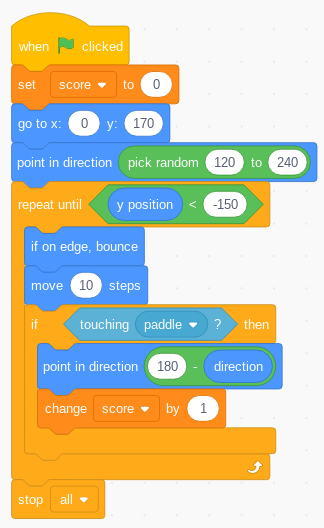 when clicked
set score to 0
go to x: 0 y: 170
point in direction pick random 120 to 240
repeat until y position < -150
if on edge, bounce
move 10 steps
if touching paddle ? then
point in direction 180 - direction
change score by 1
stop all